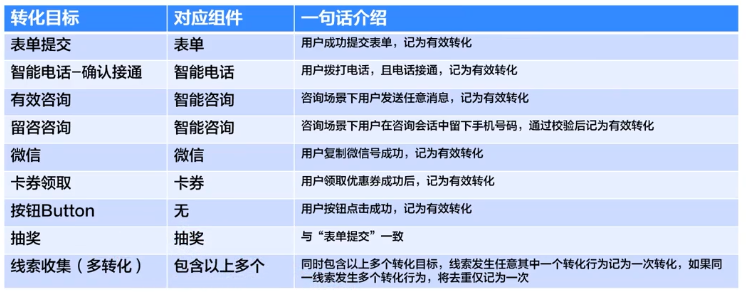 转化目标 对应组件 一句话介绍
表单提交 表单 用户成功提交表单，记为有效转化
智能电话-确认接通 智能电话 用户拨打电话，且电话接通，记为有效转化
有效咨询 智能咨询 咨询场景下用户发送任意消息，记为有效转化
留咨咨询 智能咨询 咨询场景下用户在咨询会话中留下手机号码，通过校验后记为有效转化
微信 微信 用户复制微信号成功，记为有效转化
卡券领取 卡券 用户领取优惠券成功后，记为有效转化
按钮Button 无 用户按钮点击成功，记为有效转化
抽奖 抽奖 与“表单提交”一致
线索收集（多转化） 包含以上多个 同时包含以上多个转化目标，线索发生任意其中一个转化行为记为一次转化，如果同
一线索发生多个转化行为，将去重仅记为一次